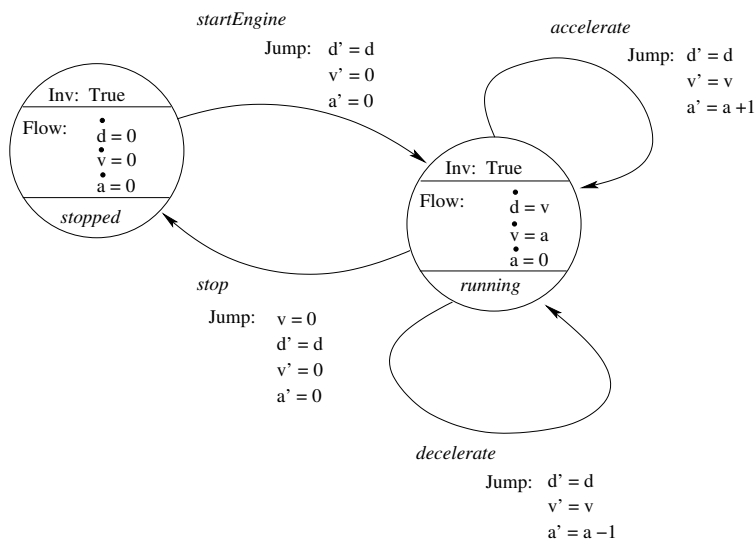 startEngine
Jump: d’ = d
v’ = 0
a’ = 0
accelerate
Jump: d’ = d
v’ = v
a’ = a +1
Inv: True
Flow:
ḋ = 0
v̇ = 0
ȧ = 0
stopped
Inv: True
Flow:
ḋ = v
v̇ = a
ȧ = 0
running
stop
Jump: v = 0
d’ = d
v’ = 0
a’ = 0
decelerate
Jump: d’ = d
v’ = v
a’ = a −1